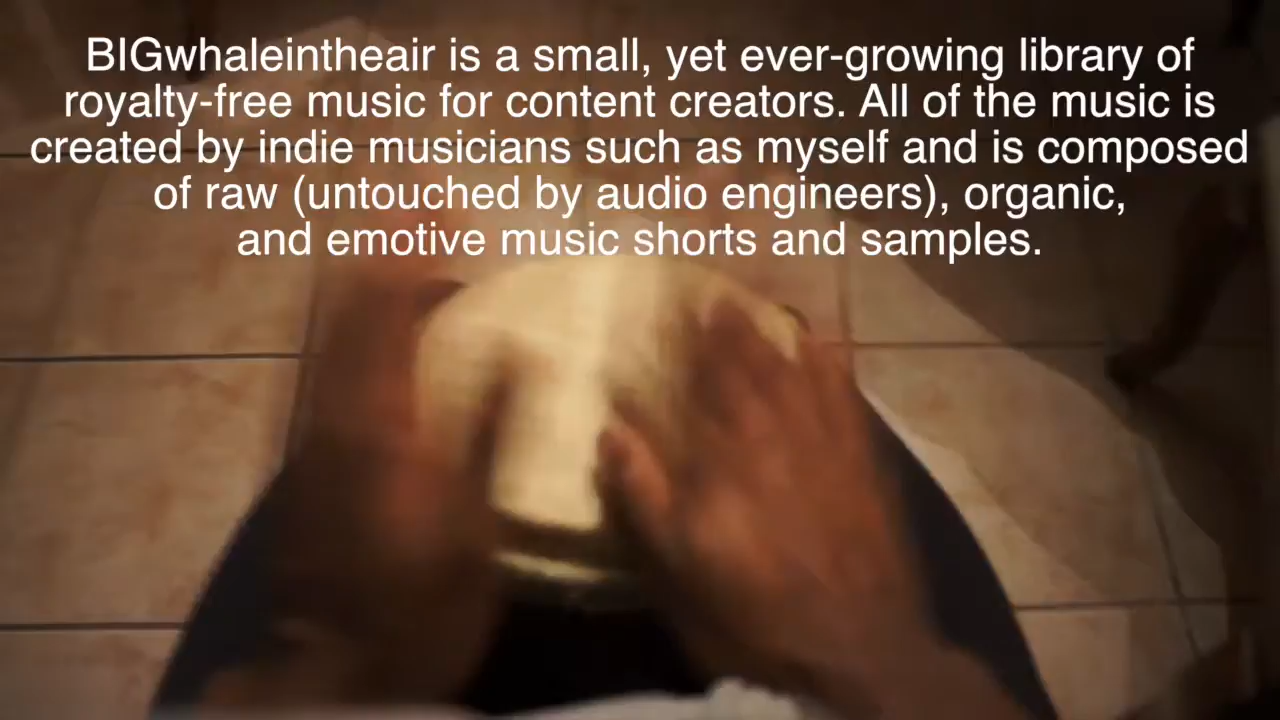 BIGwhaleintheair is a small, yet ever-growing library of
royalty-free music for content creators. All of the music is
created by indie musicians such as myself and is composed
of raw (untouched by audio engineers), organic,
and emotive music shorts and samples.